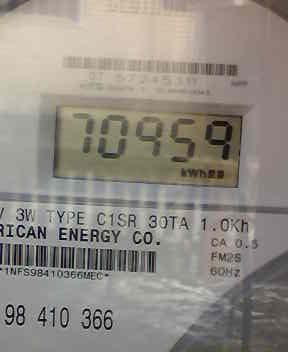 70959
kWh
V 3W TYPE C1SR 30TA 1.0Kh
RICAN ENERGY CO.
CA 0.5
FM2S
60Hz
*1NFS98410366MEC*
98 410 366